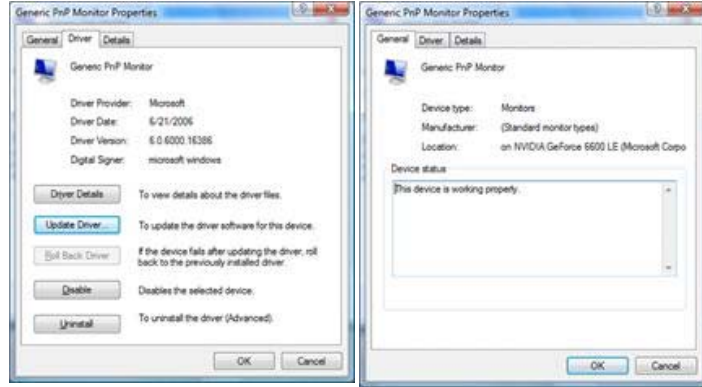 Generic PnP Monitor Properties
General Driver Details
Generic PnP Monitor
Driver Provider: Microsoft
Driver Date: 6/21/2006
Driver Version: 6.0.6000.16386
Digital Signer: microsoft windows
Driver Details To view details about the driver files.
Update Driver... To update the driver software for this device.
Roll Back Driver If the device fails after updating the driver, roll
back to the previously installed driver.
Disable Disables the selected device.
Uninstall To uninstall the driver (Advanced).
OK Cancel
Generic PnP Monitor Properties
General Driver Details
Generic PnP Monitor
Device type: Monitors
Manufacturer: (Standard monitor types)
Location: on NVIDIA GeForce 6600 LE (Microsoft Corpo
Device status
This device is working properly.
OK Cancel